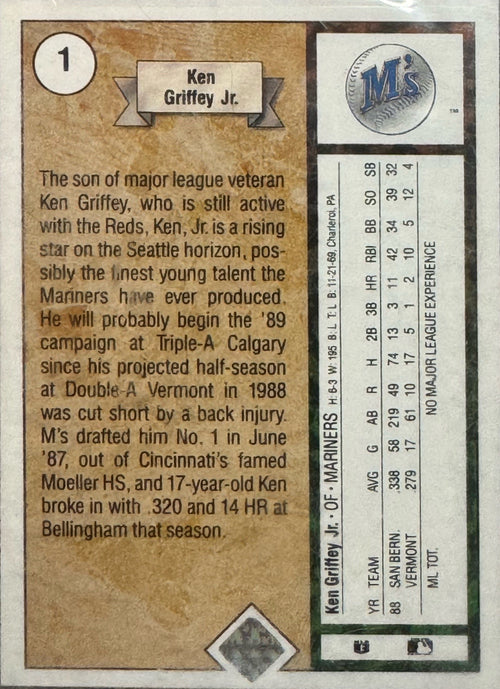 1
Ken
Griffey Jr.
The son of major league veteran
Ken Griffey, who is still active
with the Reds, Ken, Jr. is a rising
star on the Seattle horizon, pos-
sibly the finest young talent the
Mariners have ever produced.
He will probably begin the '89
campaign at Triple-A Calgary
since his projected half-season
at Double-A Vermont in 1988
was cut short by a back injury.
M's drafted him No. 1 in June
'87, out of Cincinnati's famed
Moeller HS, and 17-year-old Ken
broke in with .320 and 14 HR at
Bellingham that season.
M's
TM
Ken Griffey Jr. • OF • MARINERS H: 6-3 W: 195 B: L T: L B: 11-21-69, Charleroi, PA
YR TEAM AVG G AB R H 2B 3B HR RBI BB SO SB
88 SAN BERN. .338 58 219 49 74 13 3 11 42 34 39 32
VERMONT .279 17 61 10 17 5 1 2 10 5 12 4
ML TOT. NO MAJOR LEAGUE EXPERIENCE